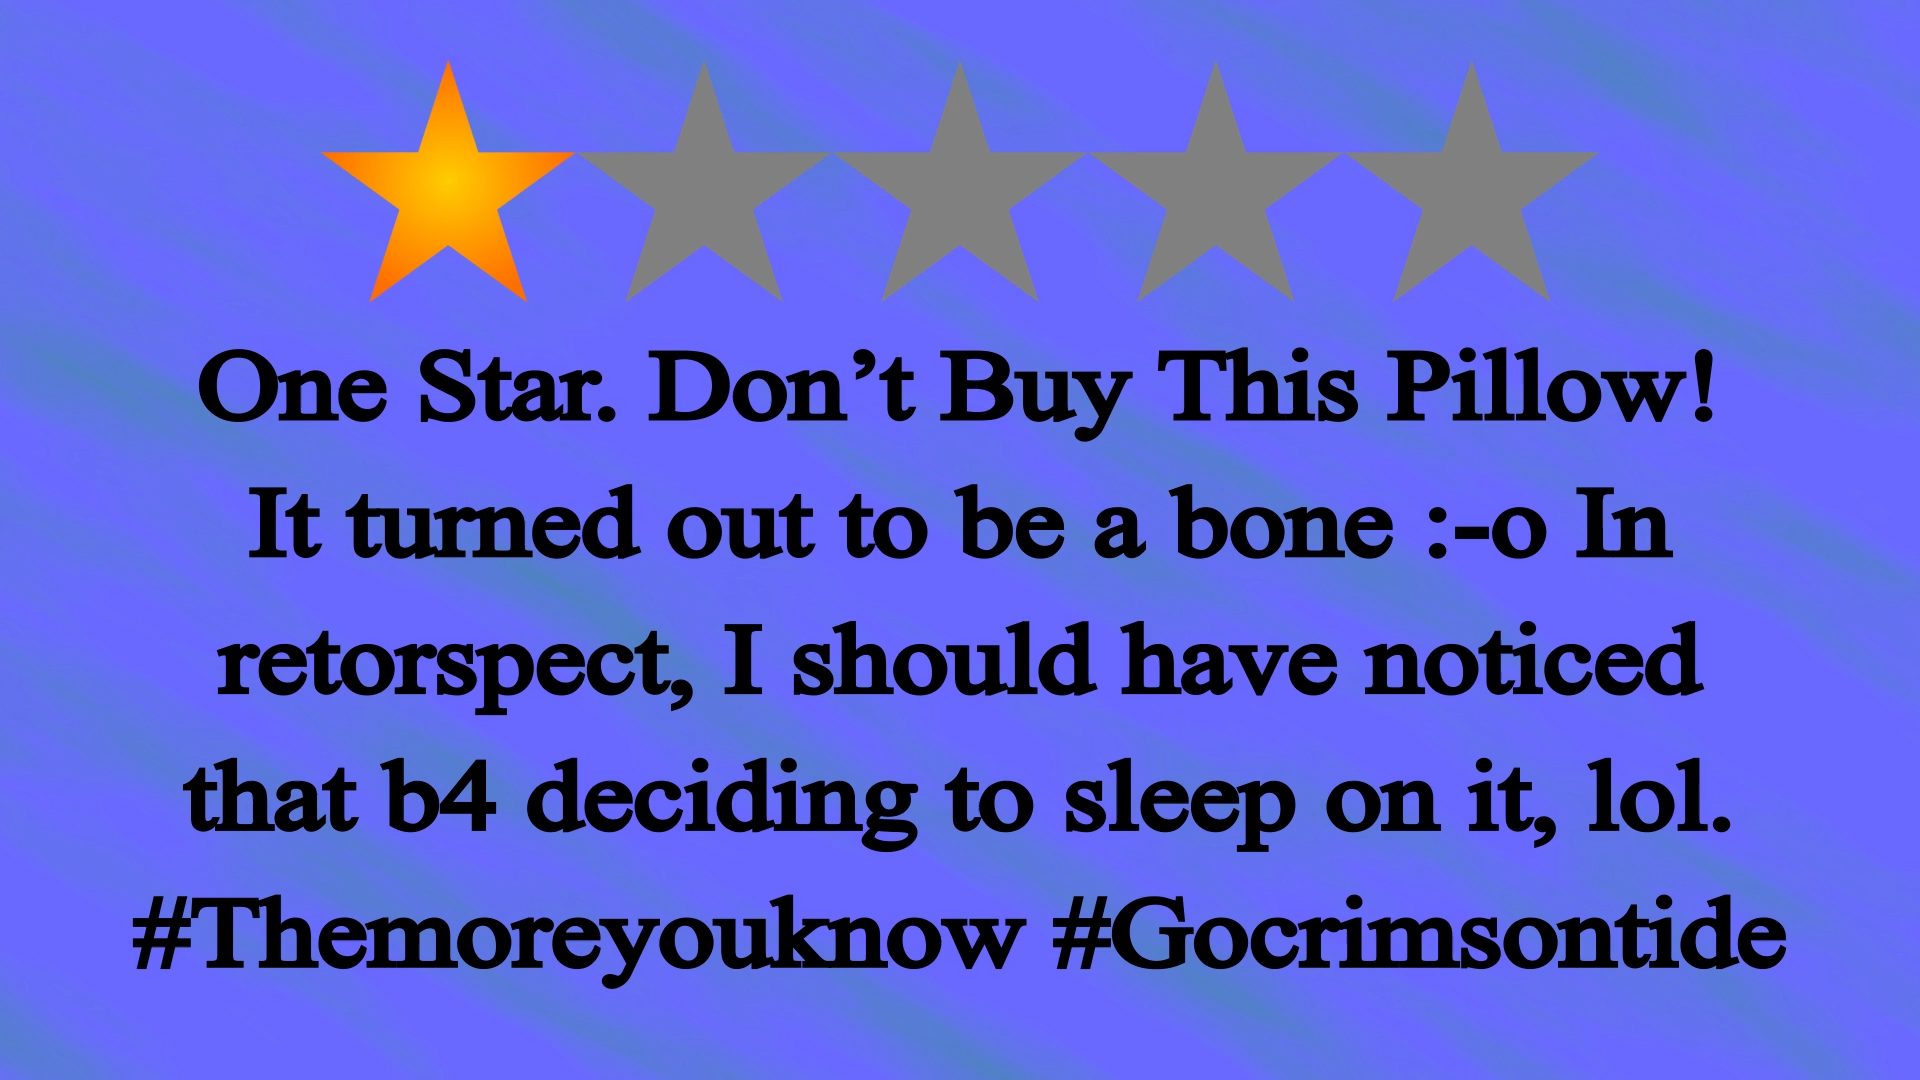 One Star. Don’t Buy This Pillow!
It turned out to be a bone :-o In
retorspect, I should have noticed
that b4 deciding to sleep on it, lol.
#Themoreyouknow #Gocrimsontide